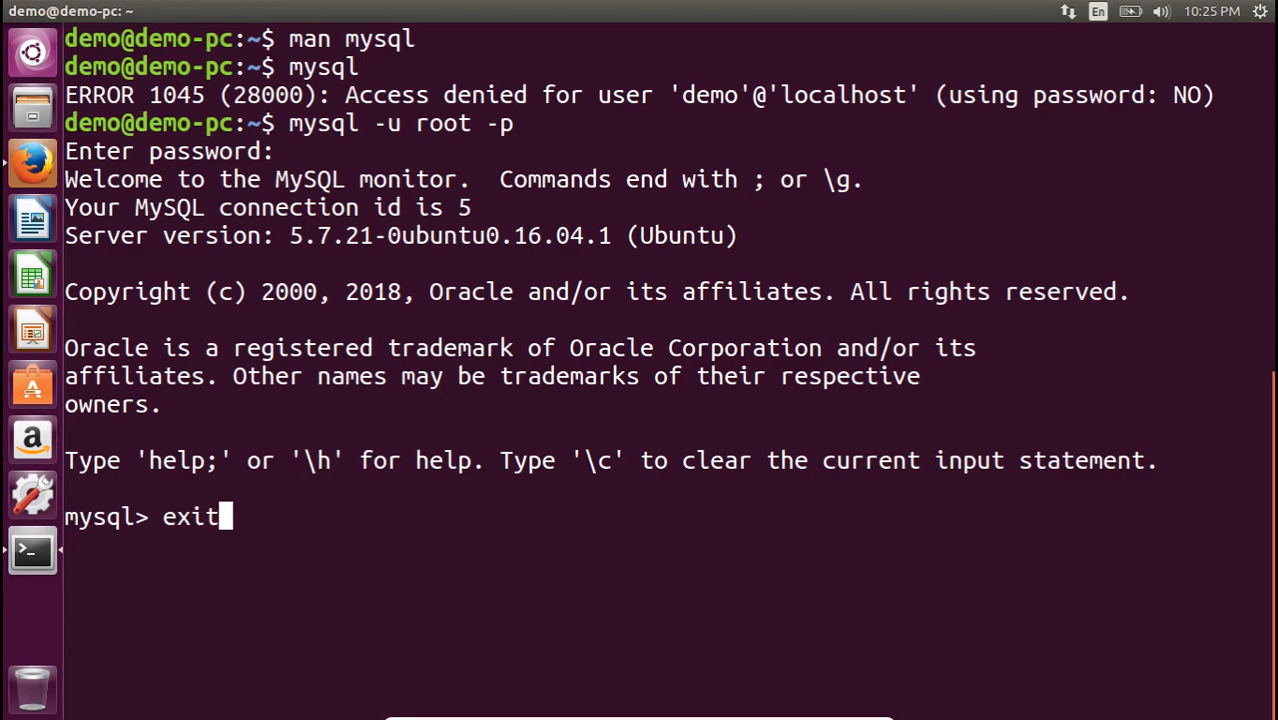 demo@demo-pc: ~
En
10:25 PM
demo@demo-pc:~$ man mysql
demo@demo-pc:~$ mysql
ERROR 1045 (28000): Access denied for user 'demo'@'localhost' (using password: NO)
demo@demo-pc:~$ mysql -u root -p
Enter password:
Welcome to the MySQL monitor.  Commands end with ; or \g.
Your MySQL connection id is 5
Server version: 5.7.21-0ubuntu0.16.04.1 (Ubuntu)
Copyright (c) 2000, 2018, Oracle and/or its affiliates. All rights reserved.
Oracle is a registered trademark of Oracle Corporation and/or its
affiliates. Other names may be trademarks of their respective
owners.
Type 'help;' or '\h' for help. Type '\c' to clear the current input statement.
mysql> exit